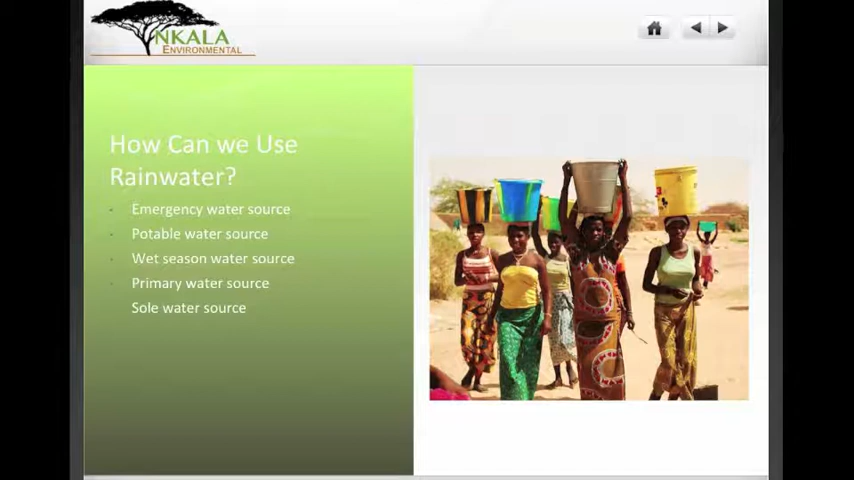 NKALA
ENVIRONMENTAL
How Can we Use
Rainwater?
Emergency water source
Potable water source
Wet season water source
Primary water source
Sole water source